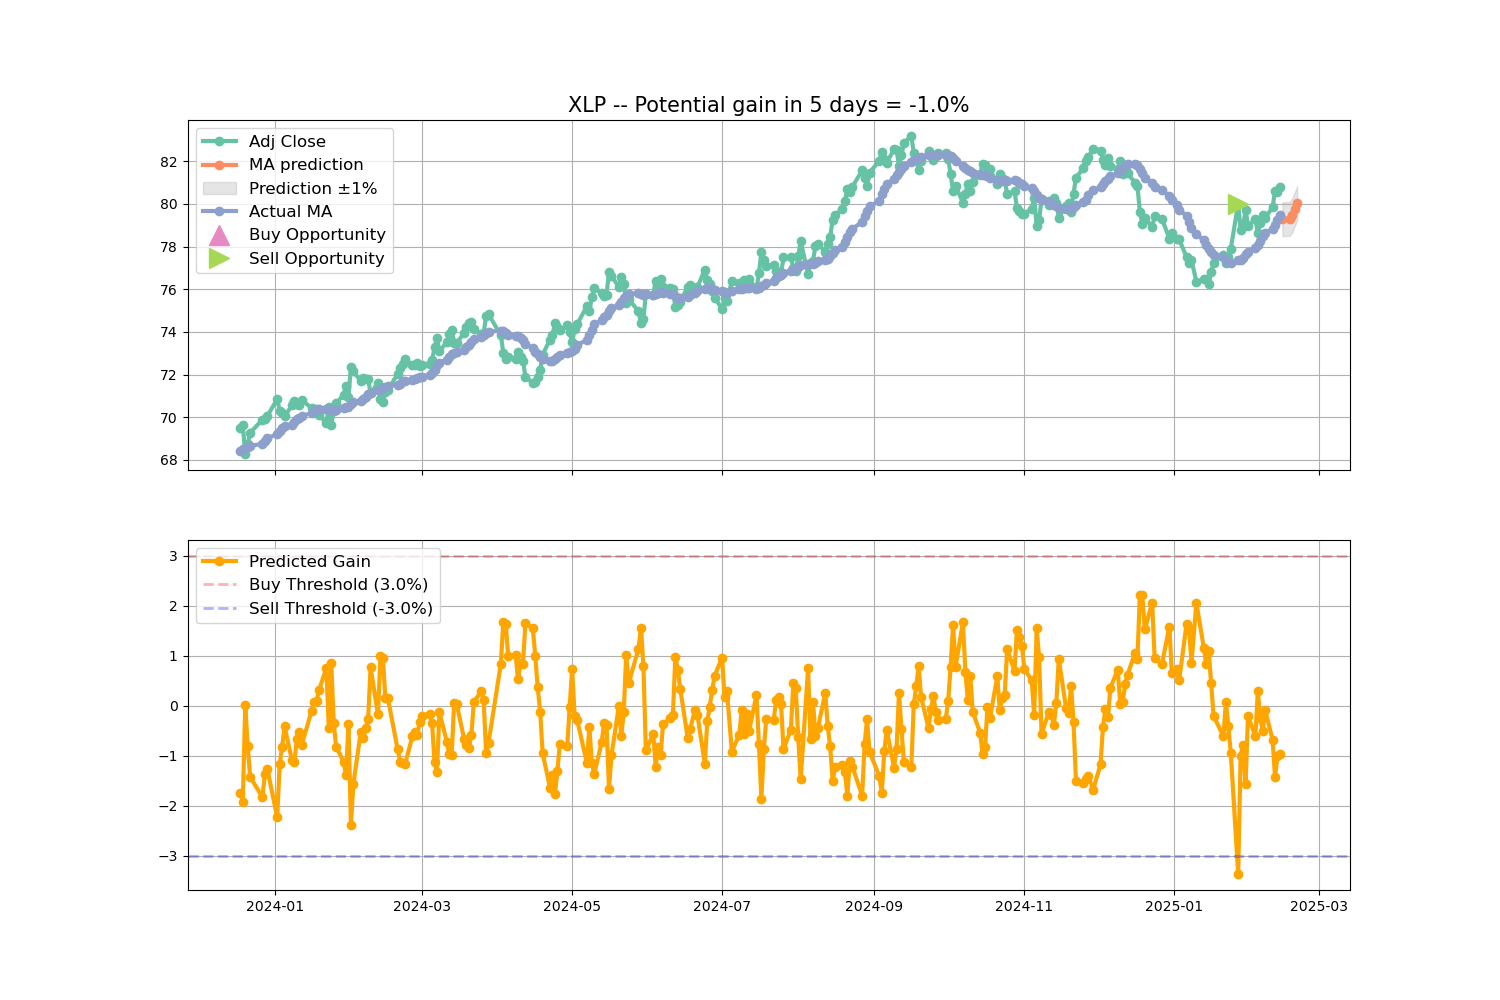 XLP -- Potential gain in 5 days = -1.0%
Adj Close
MA prediction
Prediction ±1%
Actual MA
Buy Opportunity
Sell Opportunity
82
80
78
76
74
72
70
68
Predicted Gain
Buy Threshold (3.0%)
Sell Threshold (-3.0%)
3
2
1
0
−1
−2
−3
2024-01
2024-03
2024-05
2024-07
2024-09
2024-11
2025-01
2025-03